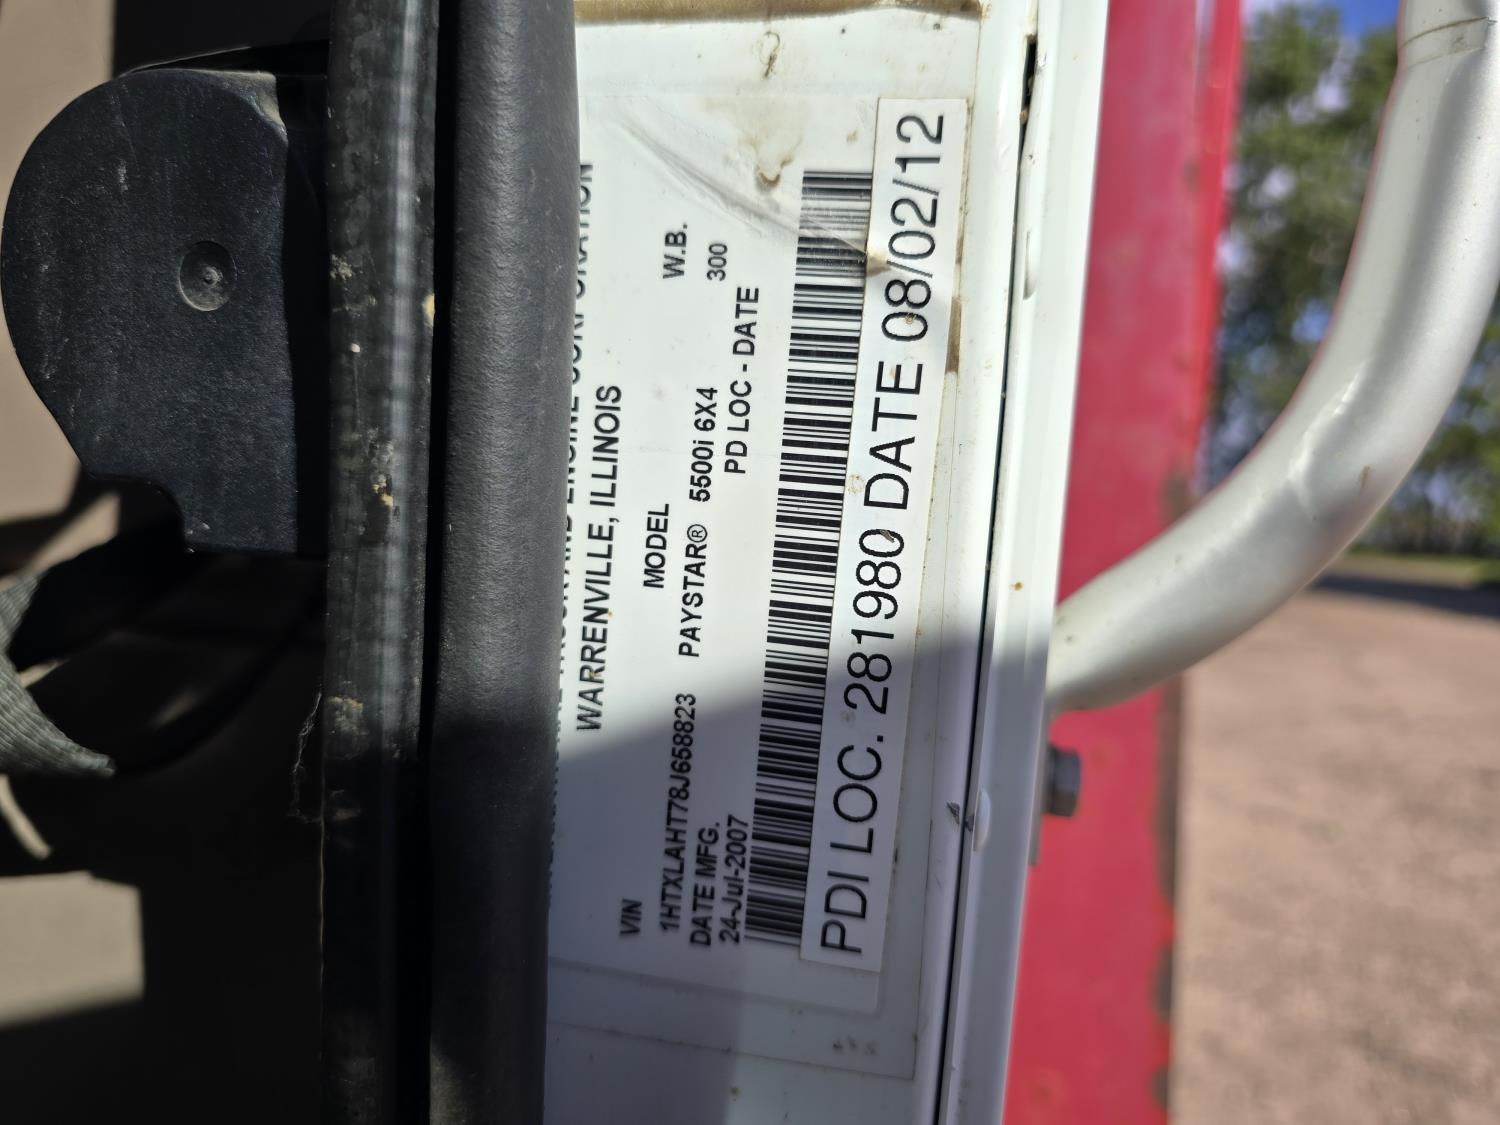 WARRENVILLE, ILLINOIS
VIN MODEL W.B.
1HTXLAHT78J658823 PAYSTAR® 5500i 6X4 300
DATE MFG. PD LOC - DATE
24-Jul-2007
PDI LOC. 281980 DATE 08/02/12